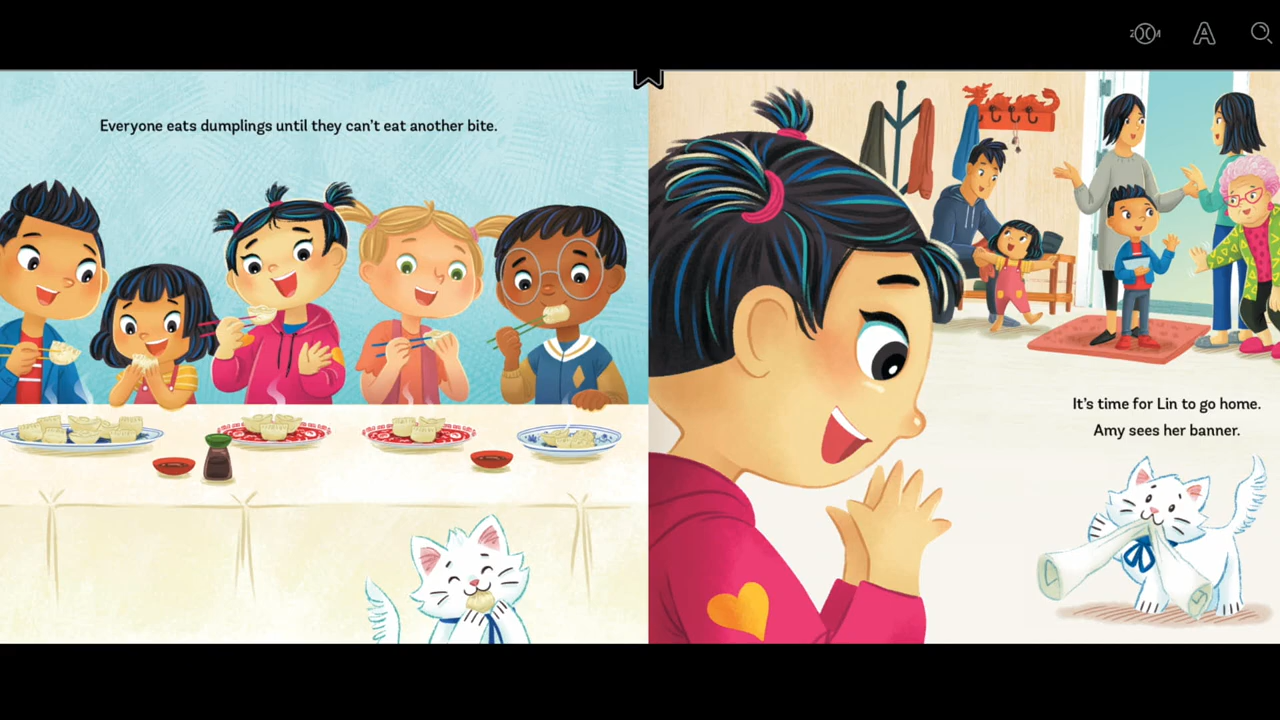 Everyone eats dumplings until they can't eat another bite.
It's time for Lin to go home.
Amy sees her banner.